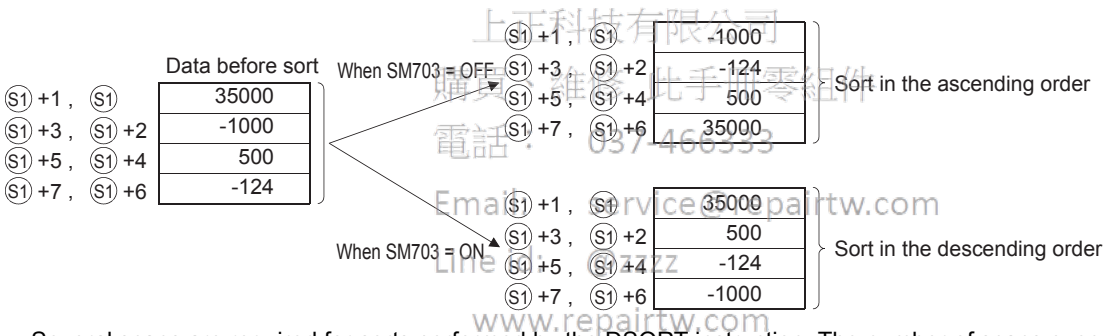 Data before sort
S1 +1 , S1 35000
S1 +3 , S1 +2 -1000
S1 +5 , S1 +4 500
S1 +7 , S1 +6 -124
When SM703 = OFF
S1 +1 , S1 -1000
S1 +3 , S1 +2 -124
S1 +5 , S1 +4 500
S1 +7 , S1 +6 35000
Sort in the ascending order
When SM703 = ON
S1 +1 , S1 35000
S1 +3 , S1 +2 500
S1 +5 , S1 +4 -124
S1 +7 , S1 +6 -1000
Sort in the descending order
上正科技有限公司
購買 維修 此手冊零組件
電話: 037-466333
Email: service@repairtw.com
Line id: @zzzz
www.repairtw.com